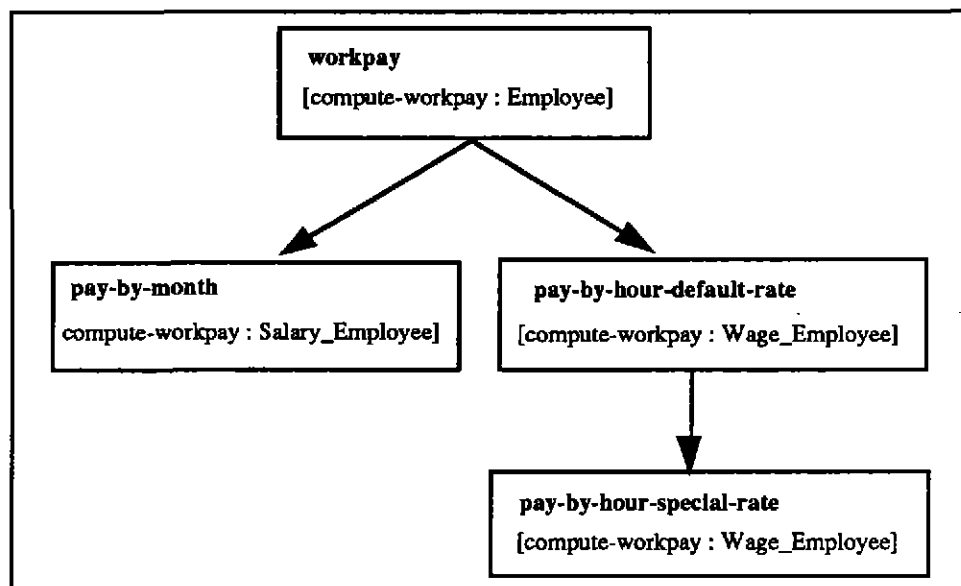 workpay
[compute-workpay : Employee]
pay-by-month
compute-workpay : Salary_Employee]
pay-by-hour-default-rate
[compute-workpay : Wage_Employee]
pay-by-hour-special-rate
[compute-workpay : Wage_Employee]